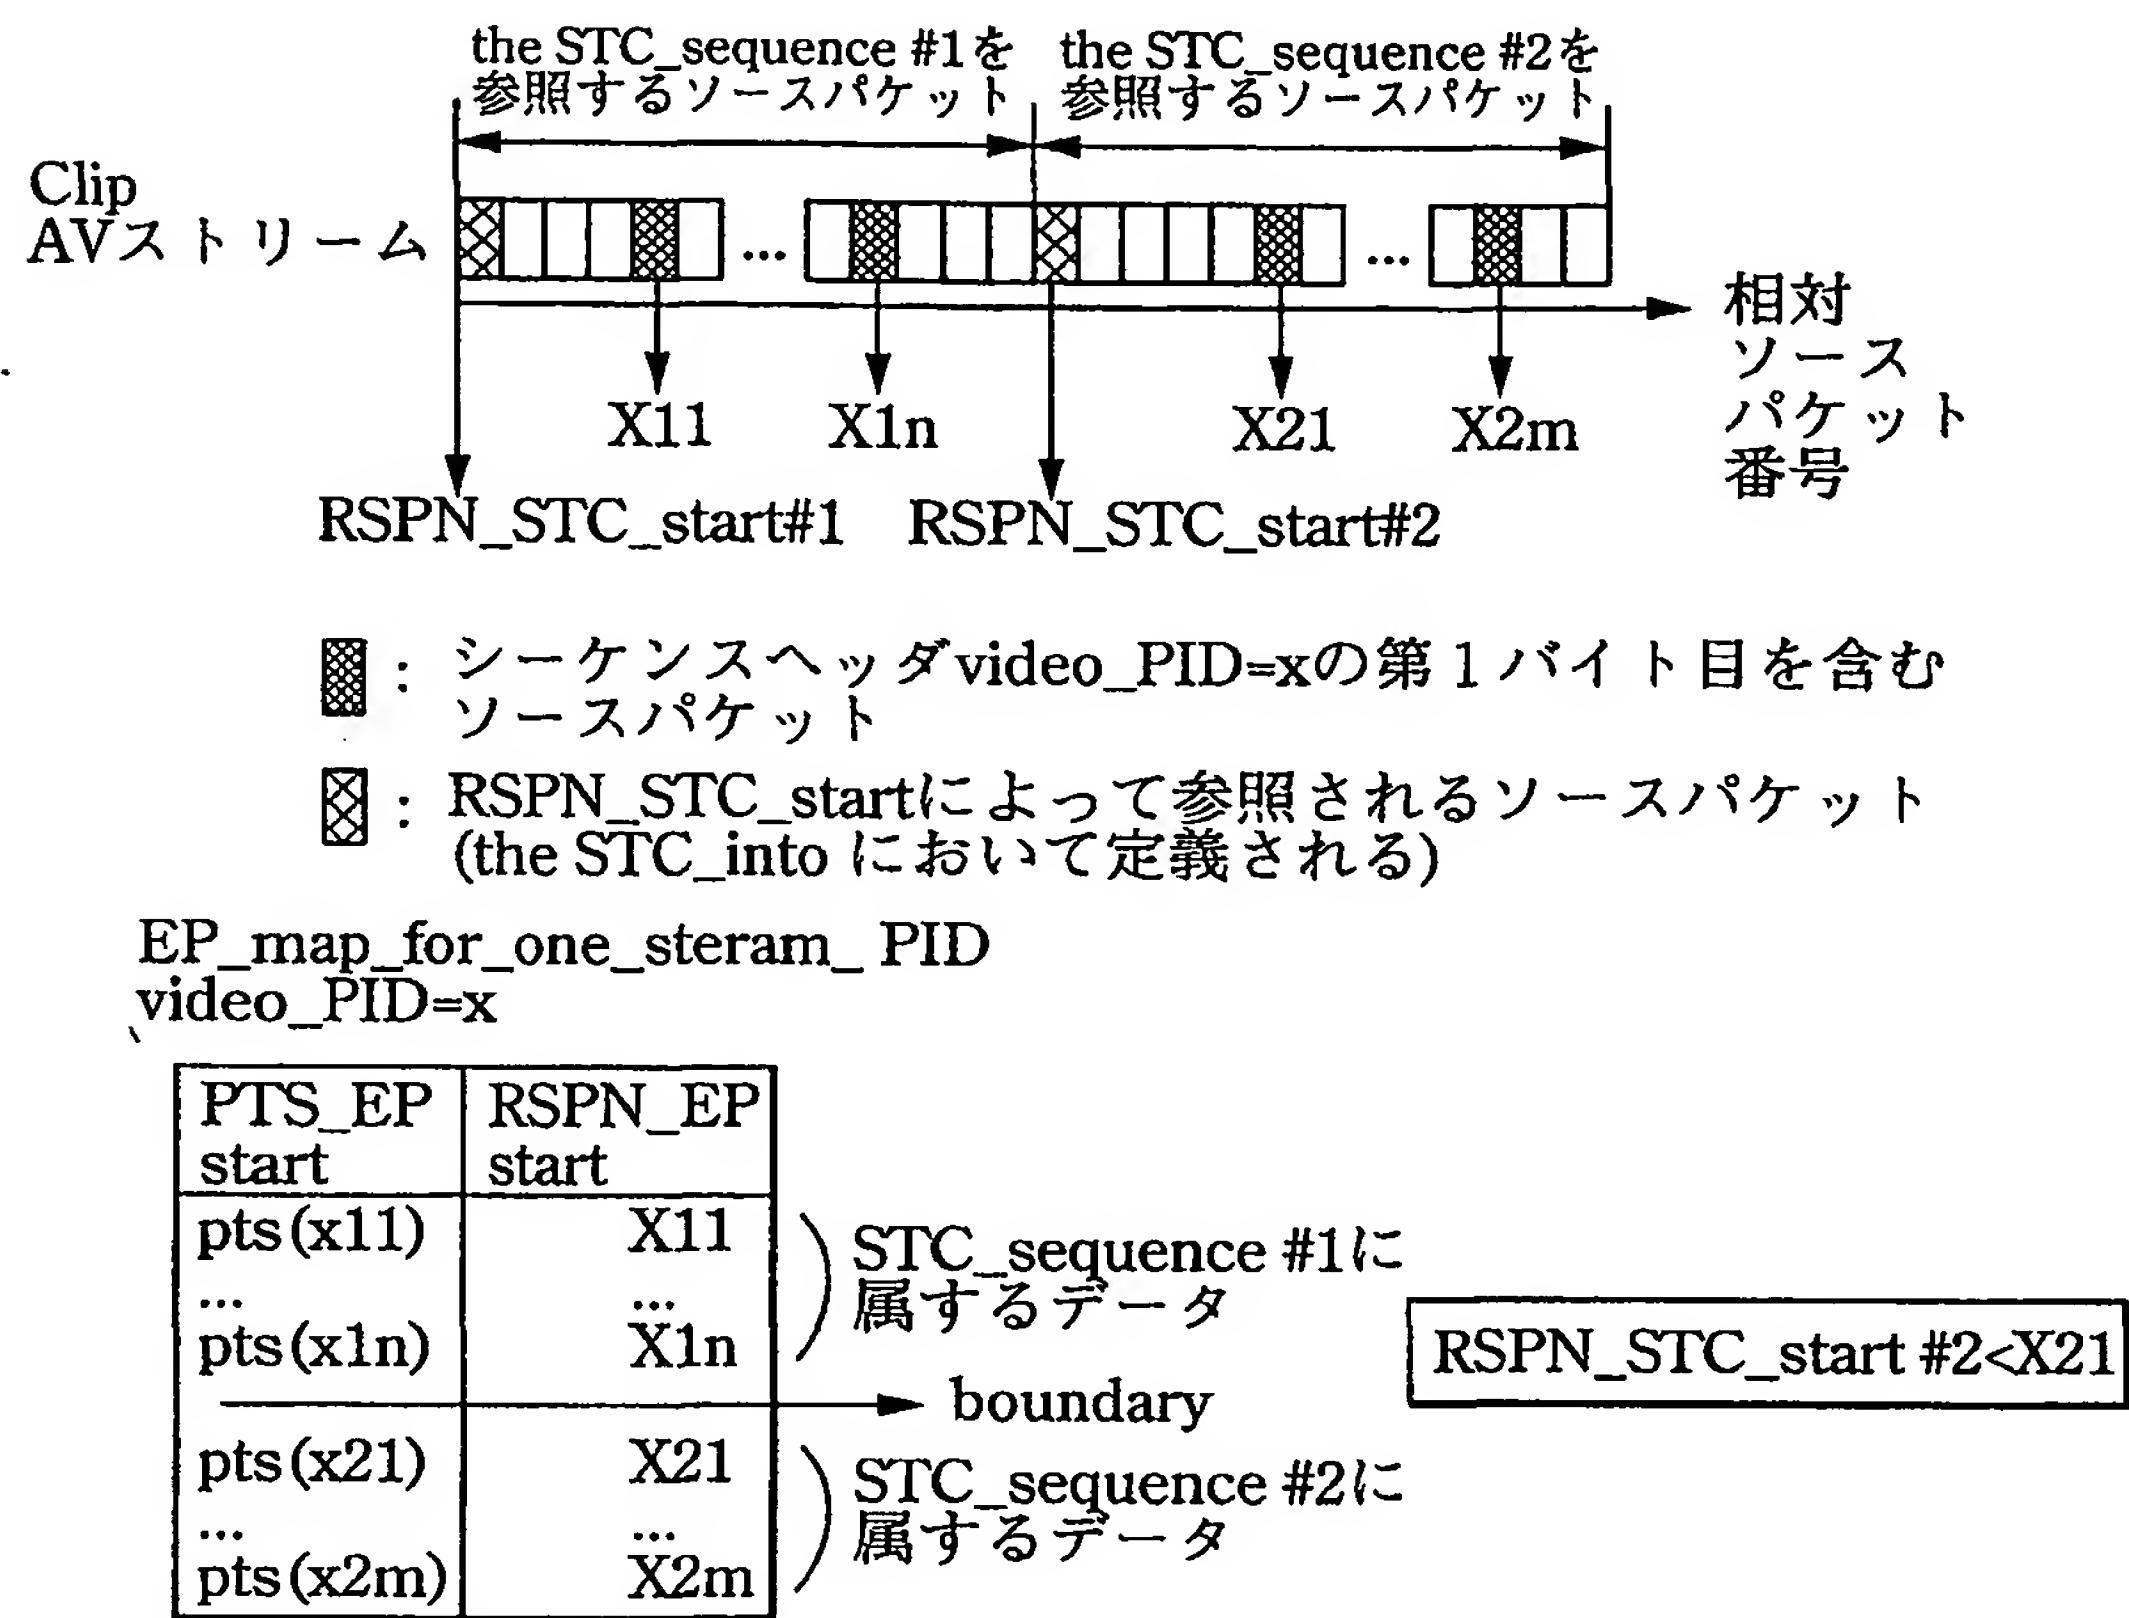 the STC_sequence #1を
参照するソースパケット
the STC_sequence #2を
参照するソースパケット
Clip
AVストリーム
...
...
相対
ソース
パケット
番号
X11
X1n
X21
X2m
RSPN_STC_start#1
RSPN_STC_start#2
: シーケンスヘッダvideo_PID=xの第1バイト目を含む
ソースパケット
: RSPN_STC_startによって参照されるソースパケット
(the STC_into において定義される)
EP_map_for_one_steram_ PID
video_PID=x
PTS_EP
start
RSPN_EP
start
pts(x11)
X11
...
...
pts(x1n)
X1n
STC_sequence #1に
属するデータ
boundary
RSPN_STC_start #2<X21
pts(x21)
X21
...
...
pts(x2m)
X2m
STC_sequence #2に
属するデータ